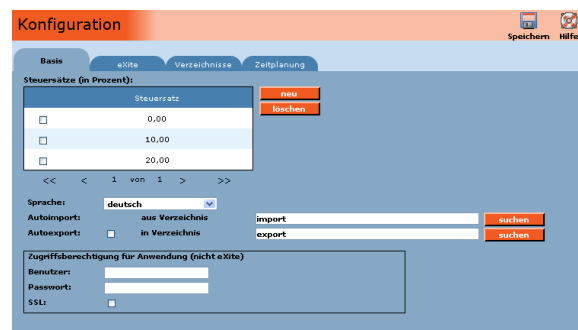 Konfiguration
Speichern Hilfe
Basis eXite Verzeichnisse Zeitplanung
Steuersätze (in Prozent):
Steuersatz
neu
löschen
0,00
10,00
20,00
<< < 1 von 1 > >>
Sprache: deutsch
Autoimport: aus Verzeichnis import suchen
Autoexport: in Verzeichnis export suchen
Zugriffsberechtigung für Anwendung (nicht eXite)
Benutzer:
Passwort:
SSL: